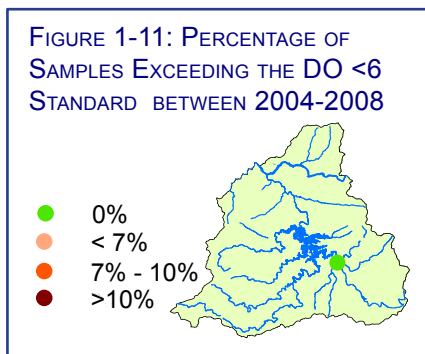 FIGURE 1-11: PERCENTAGE OF
SAMPLES EXCEEDING THE DO <6
STANDARD BETWEEN 2004-2008
0%
< 7%
7% - 10%
>10%